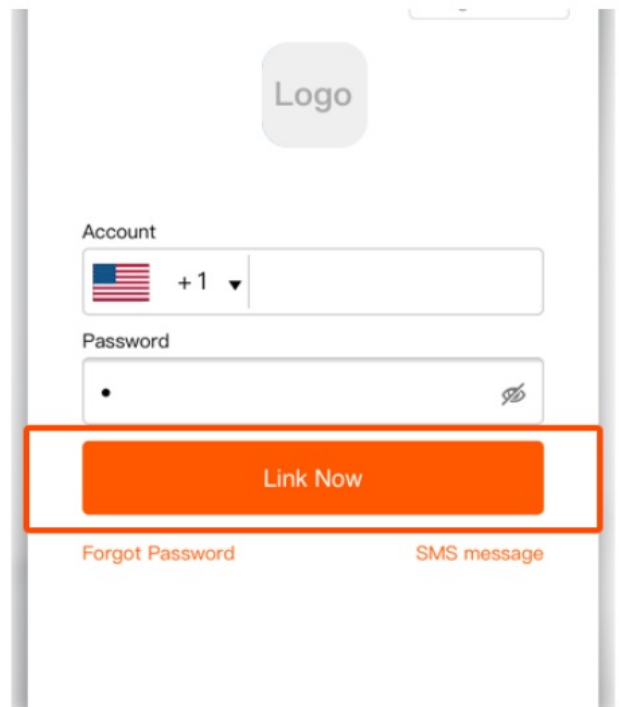 Logo
Account
+1 ▼
Password
•
Link Now
Forgot Password SMS message